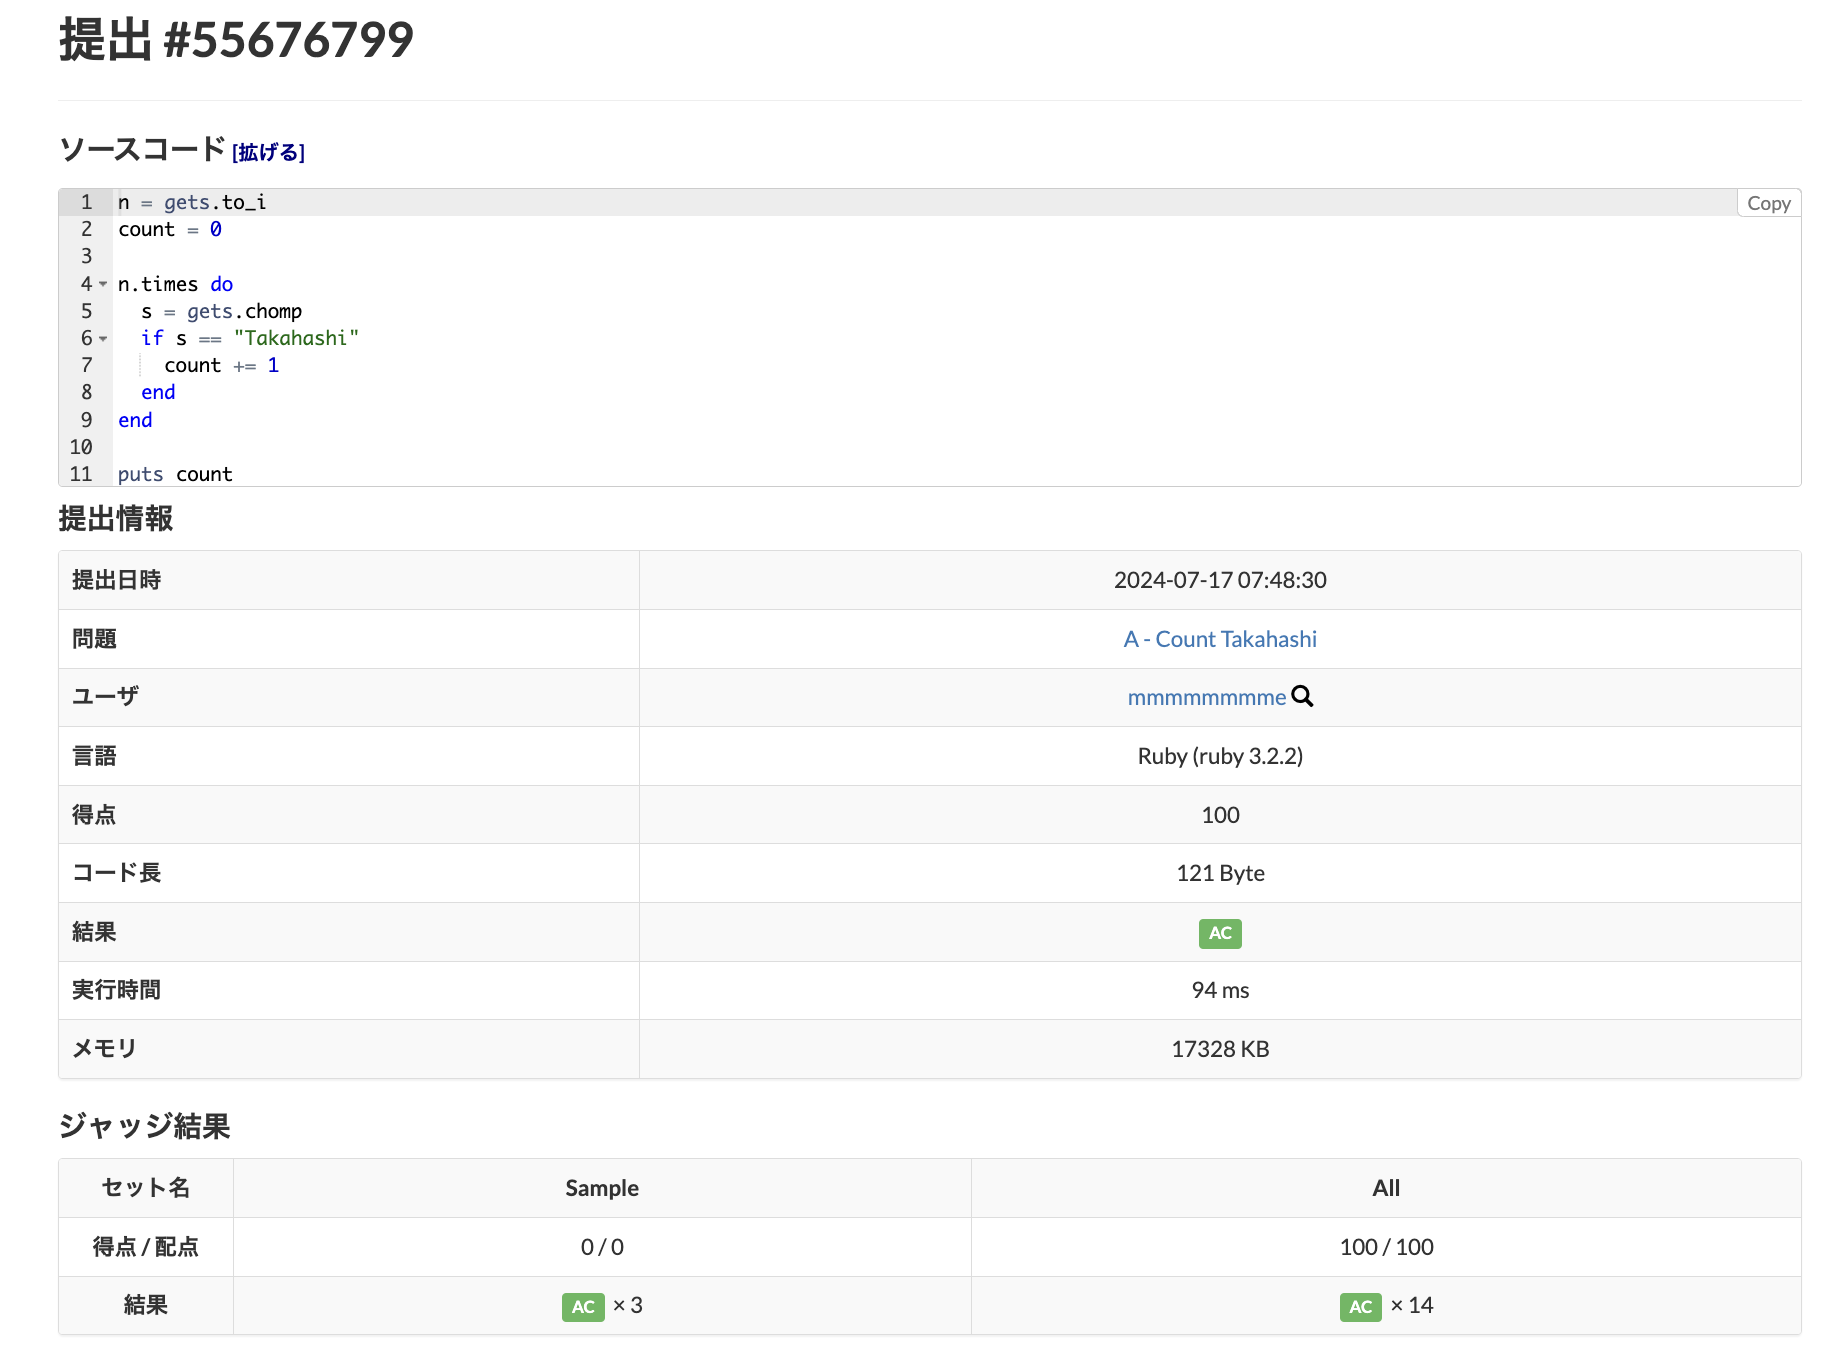 提出 #55676799
ソースコード [拡げる]
Copy
1 n = gets.to_i
2 count = 0
3
4 n.times do
5   s = gets.chomp
6   if s == "Takahashi"
7     count += 1
8   end
9 end
10
11 puts count
提出情報
提出日時 2024-07-17 07:48:30
問題 A - Count Takahashi
ユーザ mmmmmmmme
言語 Ruby (ruby 3.2.2)
得点 100
コード長 121 Byte
結果 AC
実行時間 94 ms
メモリ 17328 KB
ジャッジ結果
セット名 Sample All
得点 / 配点 0 / 0 100 / 100
結果 AC × 3 AC × 14